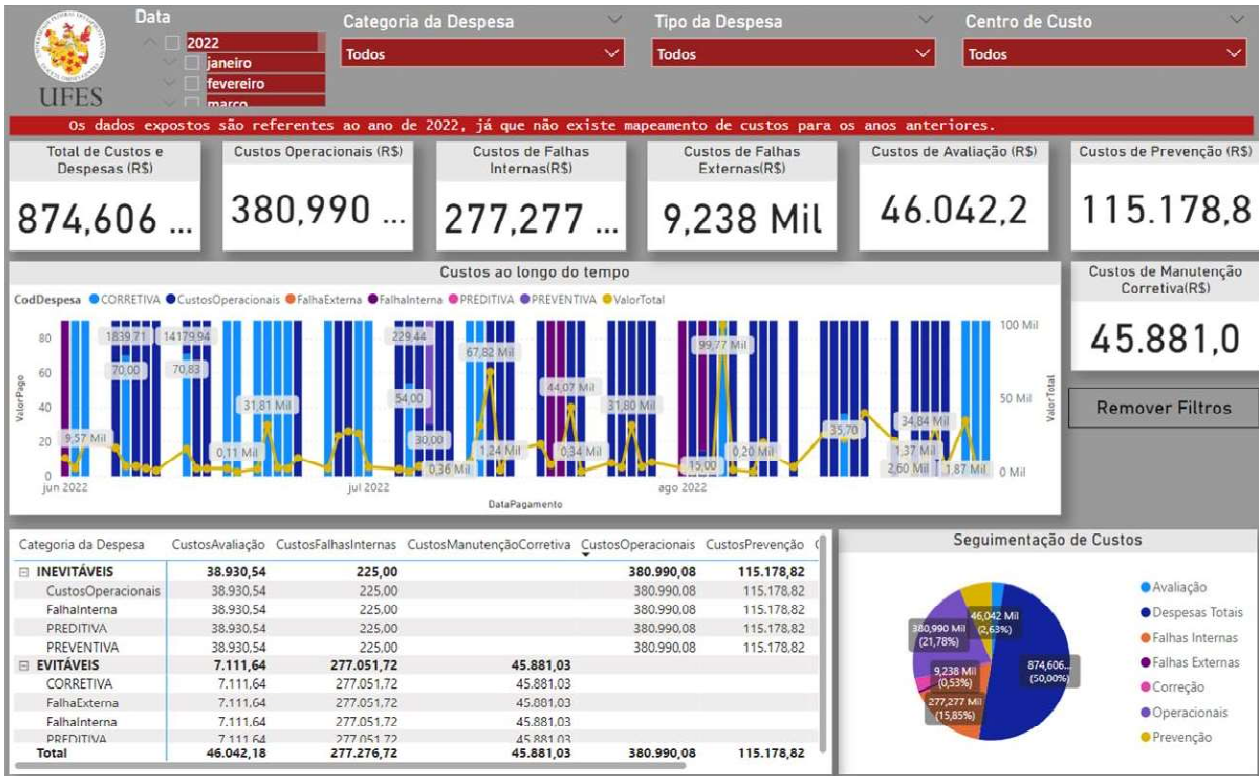 UFES
Data
2022
janeiro
fevereiro
março
Categoria da Despesa
Todos
Tipo da Despesa
Todos
Centro de Custo
Todos
Os dados expostos são referentes ao ano de 2022, já que não existe mapeamento de custos para os anos anteriores.
Total de Custos e
Despesas (R$)
874,606 ...
Custos Operacionais (R$)
380,990 ...
Custos de Falhas
Internas(R$)
277,277 ...
Custos de Falhas
Externas(R$)
9,238 Mil
Custos de Avaliação (R$)
46.042,2
Custos de Prevenção (R$)
115.178,8
Custos de Manutenção
Corretiva(R$)
45.881,0
Remover Filtros
Custos ao longo do tempo
CodDespesa CORRETIVA CustosOperacionais FalhaExterna FalhaInterna PREDITIVA PREVENTIVA ValorTotal
ValorPago
80
60
40
20
0
1839,71
14179,94
229,44
70,00
70,83
67,82 Mil
99,77 Mil
54,00
44,07 Mil
31,81 Mil
31,80 Mil
9,57 Mil
30,00
35,70
34,84 Mil
0,11 Mil
0,36 Mil
1,24 Mil
0,34 Mil
15,00
0,20 Mil
1,37 Mil
2,60 Mil
1,87 Mil
100 Mil
50 Mil
0 Mil
ValorTotal
jun 2022
jul 2022
ago 2022
DataPagamento
Categoria da Despesa CustosAvaliação CustosFalhasInternas CustosManutençãoCorretiva CustosOperacionais CustosPrevenção
INEVITÁVEIS 38.930,54 225,00 380.990,08 115.178,82
CustosOperacionais 38.930,54 225,00 380.990,08 115.178,82
FalhaInterna 38.930,54 225,00 380.990,08 115.178,82
PREDITIVA 38.930,54 225,00 380.990,08 115.178,82
PREVENTIVA 38.930,54 225,00 380.990,08 115.178,82
EVITÁVEIS 7.111,64 277.051,72 45.881,03
CORRETIVA 7.111,64 277.051,72 45.881,03
FalhaExterna 7.111,64 277.051,72 45.881,03
FalhaInterna 7.111,64 277.051,72 45.881,03
PREDITIVA 7.111,64 277.051,72 45.881,03
Total 46.042,18 277.276,72 45.881,03 380.990,08 115.178,82
Seguimentação de Custos
46,042 Mil
(2,63%)
380,990 Mil
(21,78%)
874,606...
(50,00%)
9,238 Mil
(0,53%)
277,277 Mil
(15,85%)
Avaliação
Despesas Totais
Falhas Internas
Falhas Externas
Correção
Operacionais
Prevenção